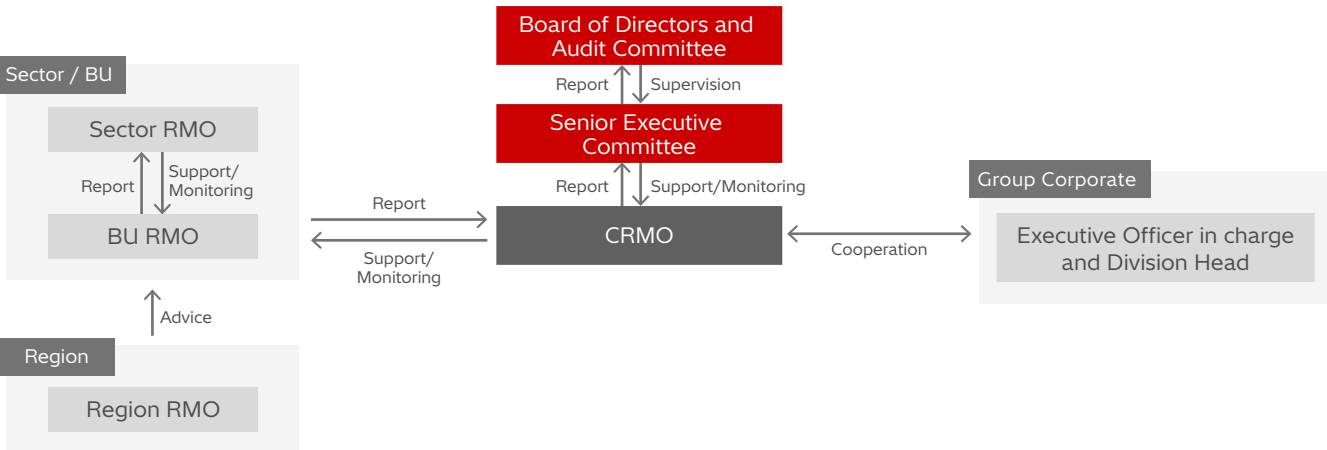 Board of Directors and
Audit Committee
Report
Supervision
Senior Executive
Committee
Report
Support/Monitoring
CRMO
Sector / BU
Sector RMO
Report
Support/
Monitoring
BU RMO
Report
Support/
Monitoring
Advice
Region
Region RMO
Cooperation
Group Corporate
Executive Officer in charge
and Division Head